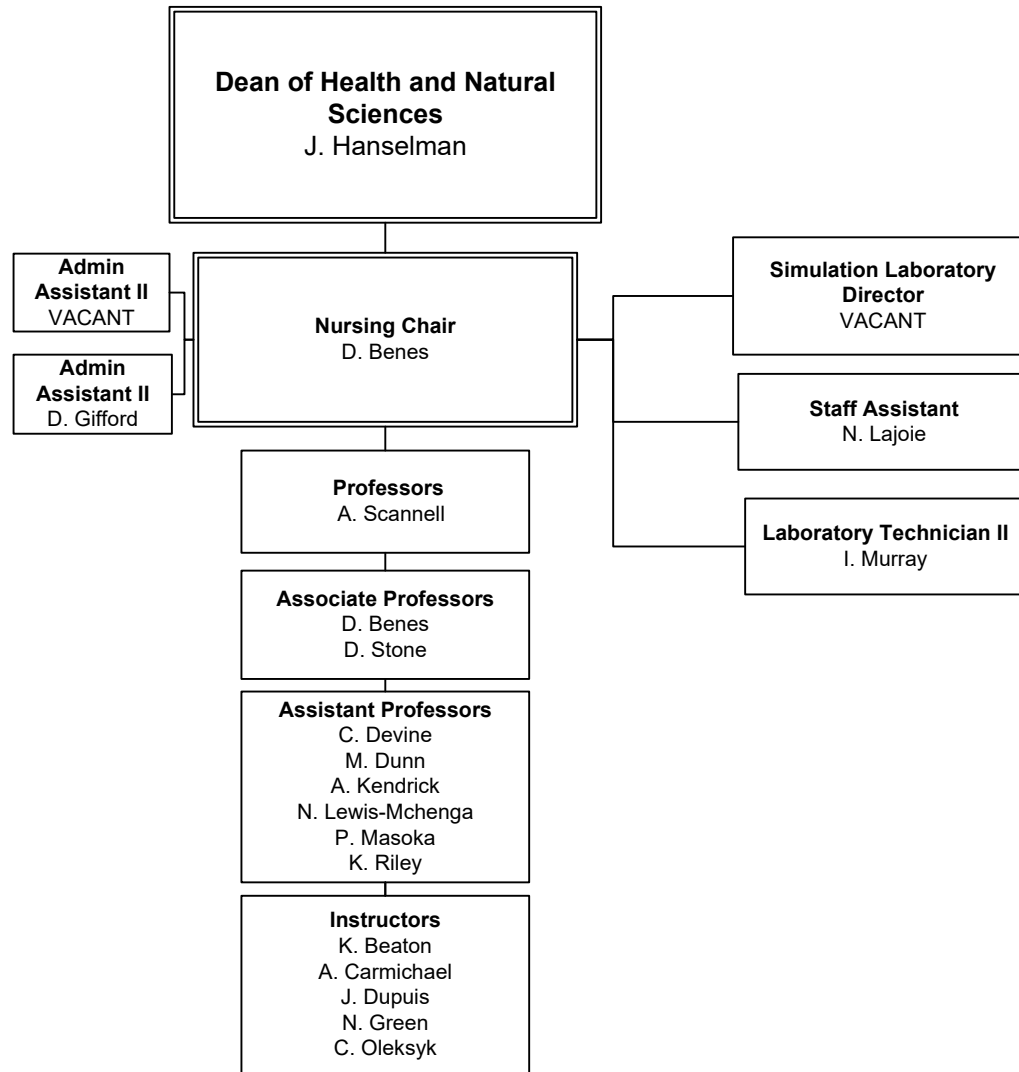 Dean of Health and Natural
Sciences
J. Hanselman
Admin
Assistant II
VACANT
Admin
Assistant II
D. Gifford
Nursing Chair
D. Benes
Simulation Laboratory
Director
VACANT
Staff Assistant
N. Lajoie
Laboratory Technician II
I. Murray
Professors
A. Scannell
Associate Professors
D. Benes
D. Stone
Assistant Professors
C. Devine
M. Dunn
A. Kendrick
N. Lewis-Mchenga
P. Masoka
K. Riley
Instructors
K. Beaton
A. Carmichael
J. Dupuis
N. Green
C. Oleksyk